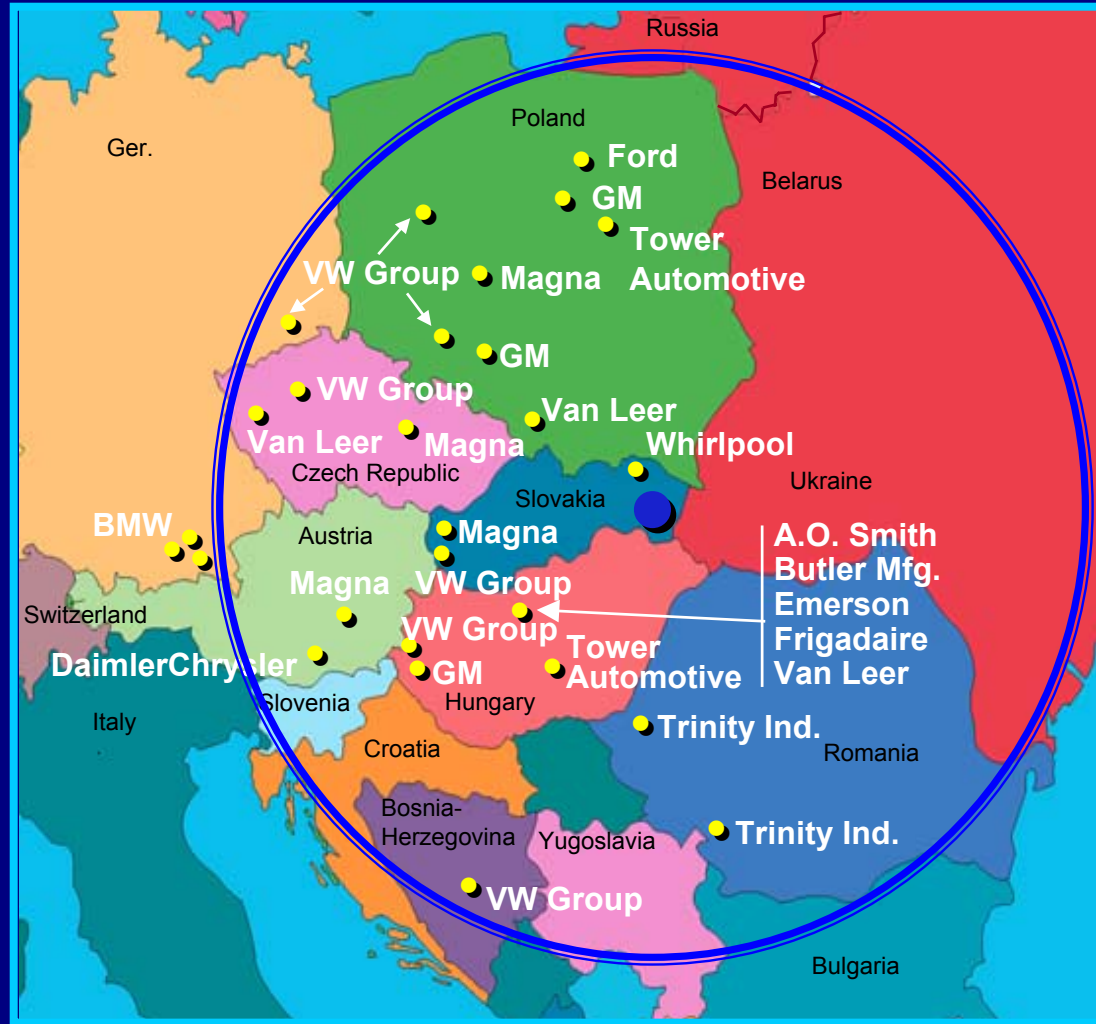 Russia
Poland
Ger.
Ford
Belarus
GM
Tower
Automotive
VW Group
Magna
GM
VW Group
Van Leer
Van Leer
Magna
Whirlpool
Czech Republic
Ukraine
Slovakia
BMW
Austria
Magna
A.O. Smith
Butler Mfg.
Emerson
Frigadaire
Van Leer
Magna
VW Group
Switzerland
VW Group
DaimlerChrysler
GM
Tower
Automotive
Slovenia
Hungary
Italy
Trinity Ind.
Croatia
Romania
Bosnia-
Herzegovina
Yugoslavia
Trinity Ind.
VW Group
Bulgaria